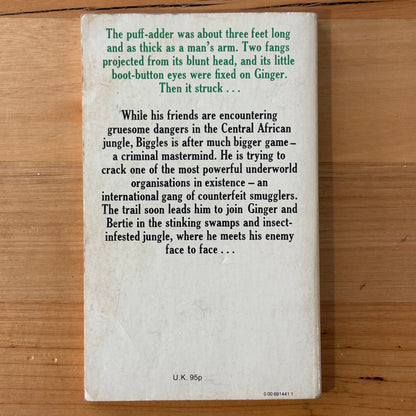 The puff-adder was about three feet long
and as thick as a man's arm. Two fangs
projected from its blunt head, and its little
boot-button eyes were fixed on Ginger.
Then it struck . . .
While his friends are encountering
gruesome dangers in the Central African
jungle, Biggles is after much bigger game –
a criminal mastermind. He is trying to
crack one of the most powerful underworld
organisations in existence – an
international gang of counterfeit smugglers.
The trail soon leads him to join Ginger and
Bertie in the stinking swamps and insect-
infested jungle, where he meets his enemy
face to face . . .
U.K. 95p
0 00 691441 1